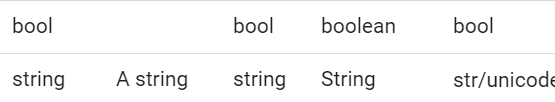 bool bool boolean bool
string A string string String str/unicode